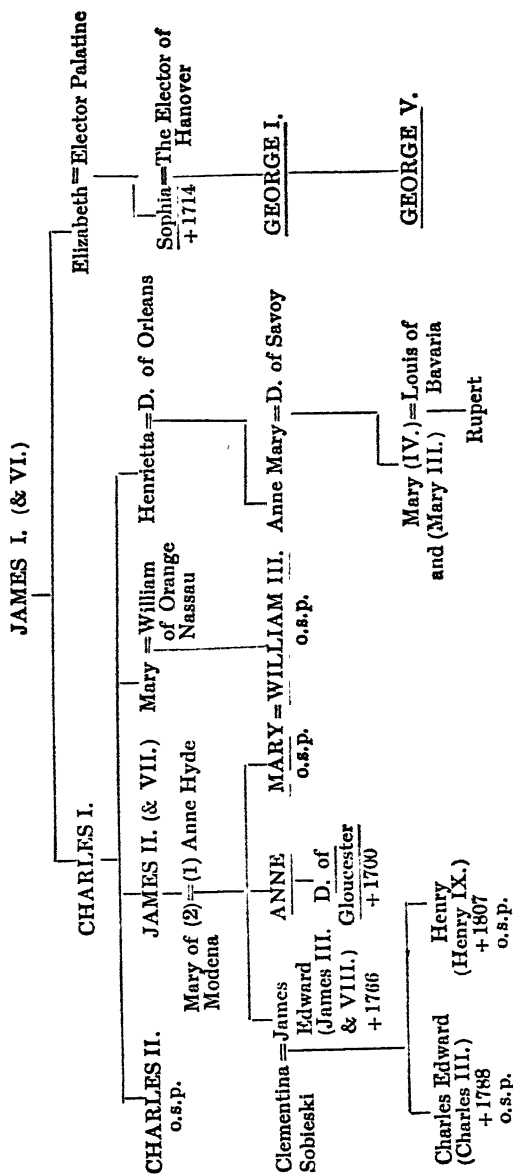 JAMES I. (& VI.)
CHARLES I.
Elizabeth = Elector Palatine
CHARLES II.
o.s.p.
JAMES II. (& VII.)
Mary = William
of Orange
Nassau
Henrietta = D. of Orleans
Sophia = The Elector of
+1714 Hanover
Mary of (2) = (1) Anne Hyde
Modena
Clementina = James
Sobieski Edward
(James III.
& VIII.)
+1766
ANNE
D. of
Gloucester
+1700
MARY = WILLIAM III.
o.s.p. o.s.p.
Anne Mary = D. of Savoy
GEORGE I.
Charles Edward
(Charles III.)
+1788
o.s.p.
Henry
(Henry IX.)
+1807
o.s.p.
Mary (IV.) = Louis of
and (Mary III.) Bavaria
Rupert
GEORGE V.